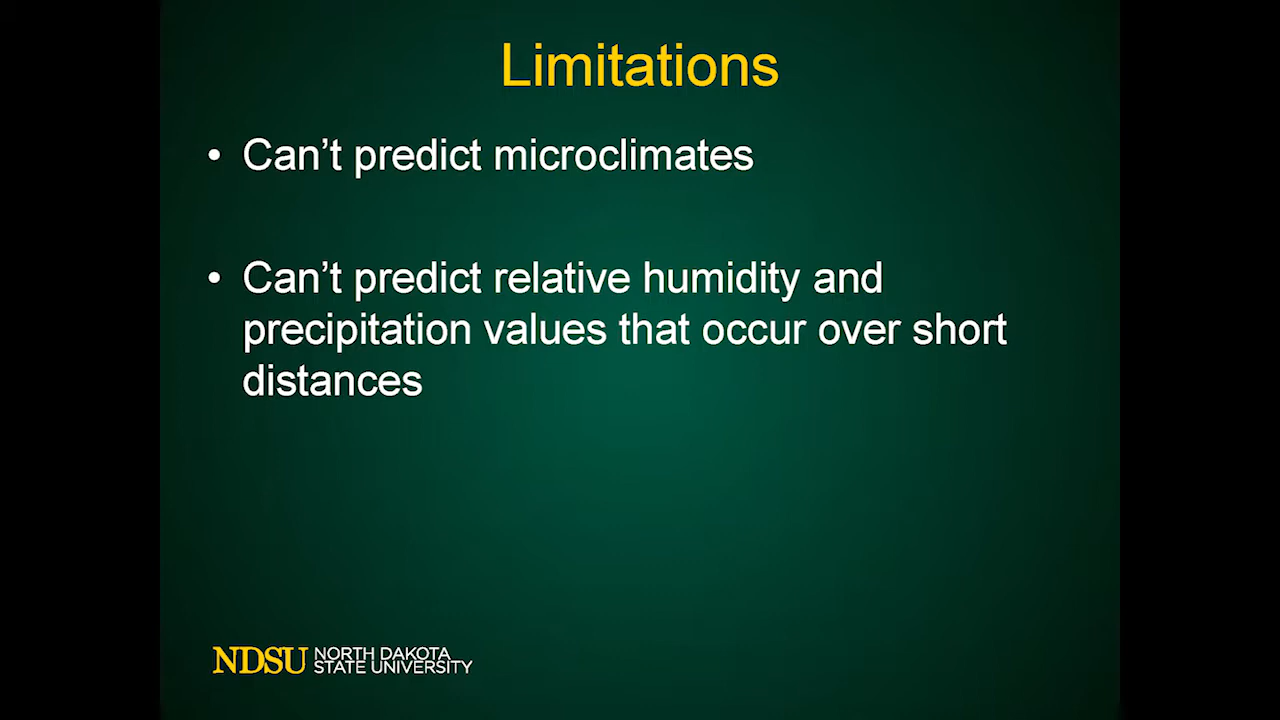 Limitations
• Can’t predict microclimates
• Can’t predict relative humidity and
precipitation values that occur over short
distances
NDSU NORTH DAKOTA
STATE UNIVERSITY